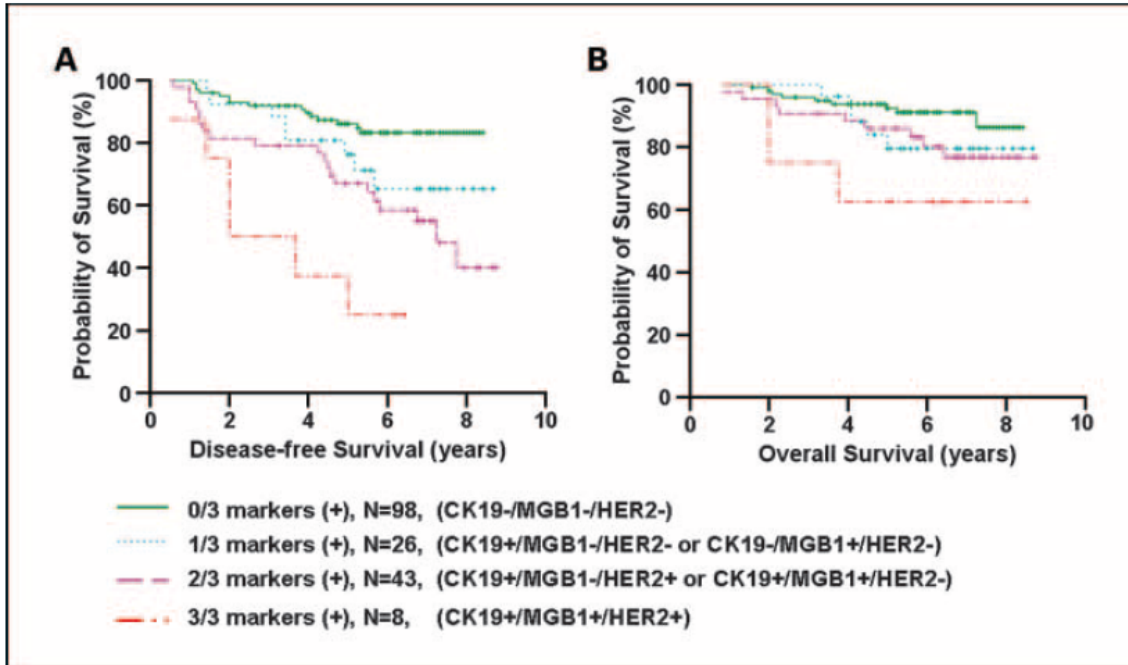 A
Probability of Survival (%)
100
80
60
40
20
0
0
2
4
6
8
10
Disease-free Survival (years)
B
Probability of Survival (%)
100
80
60
40
20
0
2
4
6
8
10
Overall Survival (years)
0/3 markers (+), N=98, (CK19-/MGB1-/HER2-)
1/3 markers (+), N=26, (CK19+/MGB1-/HER2- or CK19-/MGB1+/HER2-)
2/3 markers (+), N=43, (CK19+/MGB1-/HER2+ or CK19+/MGB1+/HER2-)
3/3 markers (+), N=8, (CK19+/MGB1+/HER2+)